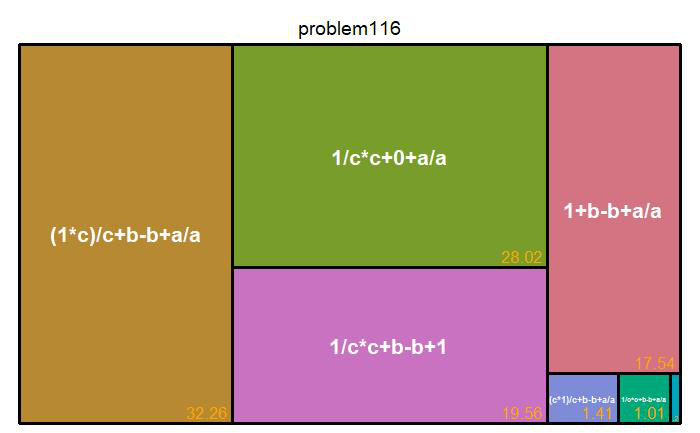 problem116
(1*c)/c+b-b+a/a
32.26
1/c*c+0+a/a
28.02
1/c*c+b-b+1
19.56
1+b-b+a/a
17.54
(c*1)/c+b-b+a/a
1.41
1/c*c+b-b+a/a
1.01